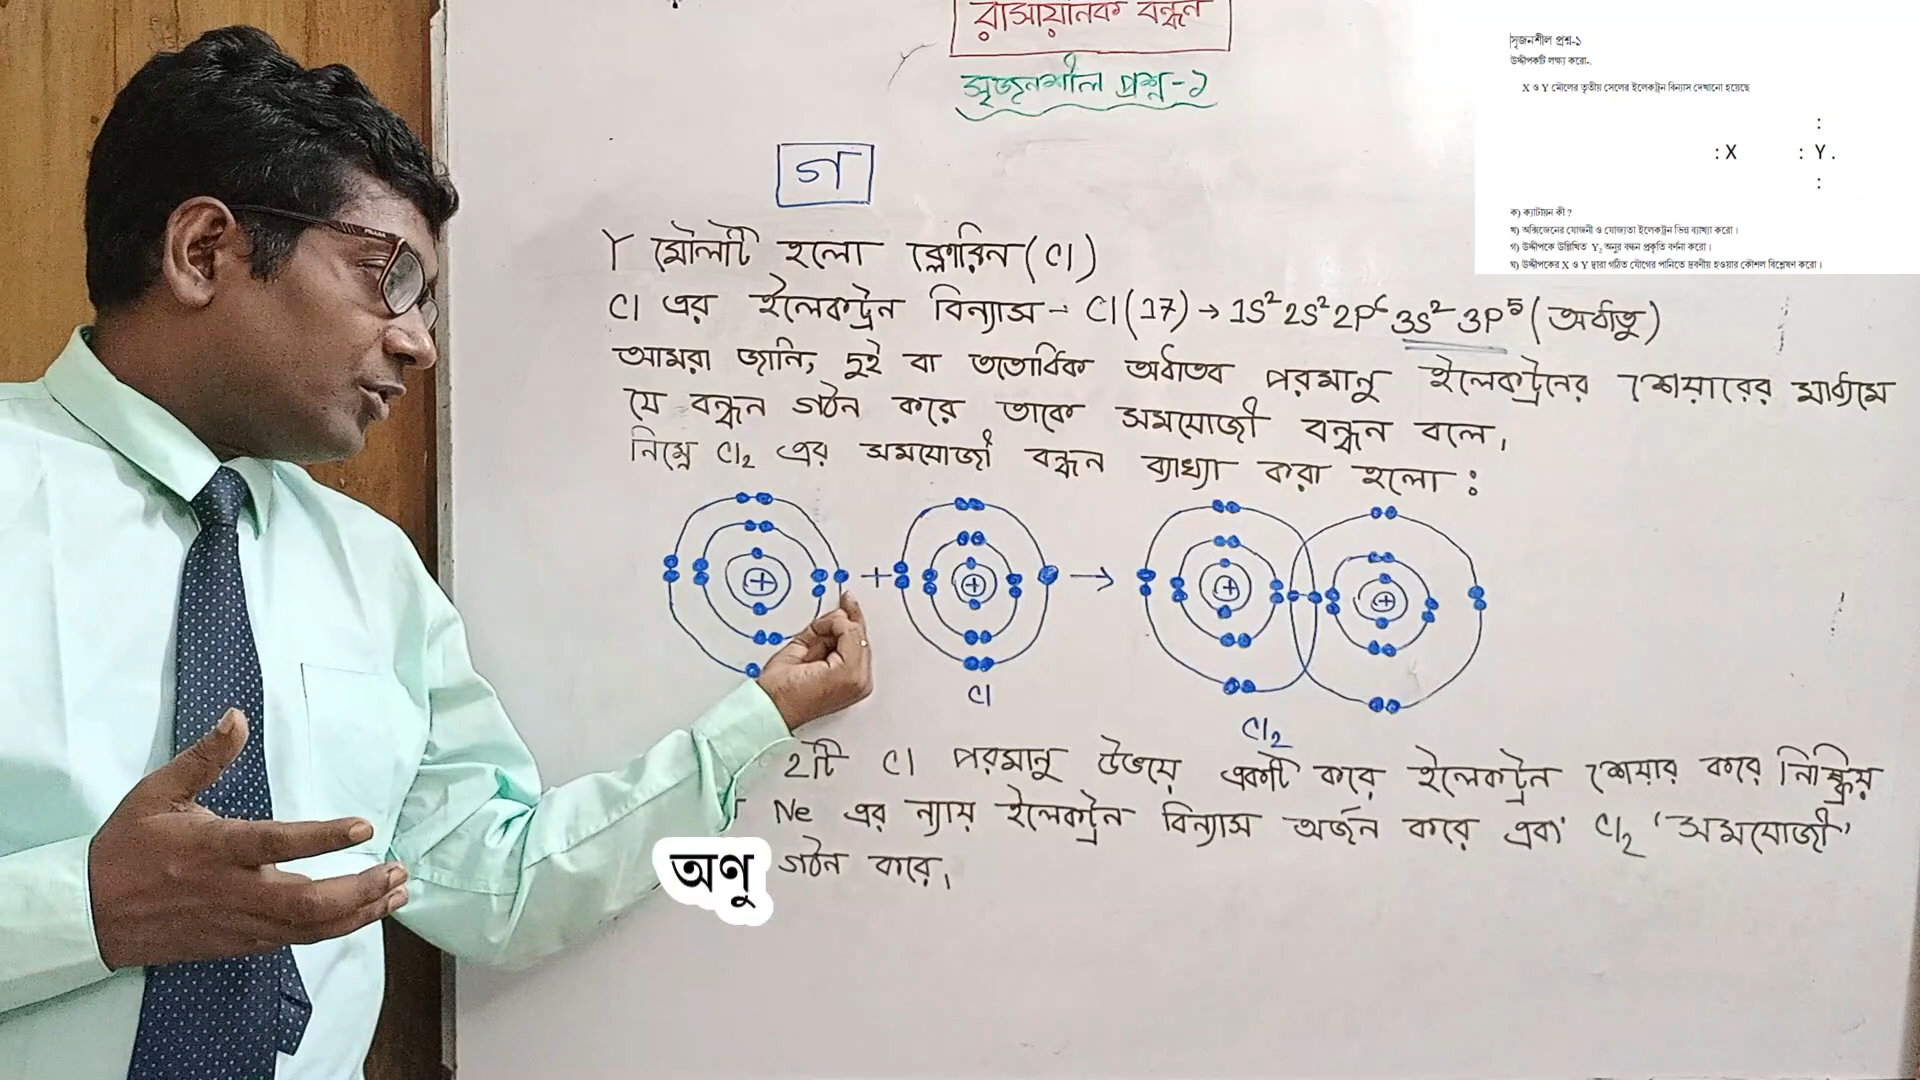 রাসায়নিক বন্ধন
সৃজনশীল প্রশ্ন-১
গ
Y মৌলটি হলো ক্লোরিন (Cl)
Cl এর ইলেকট্রন বিন্যাস - Cl(17) → 1s² 2s² 2p⁶ 3s² 3p⁵ (অধাতু)
আমরা জানি, দুই বা ততোধিক অধাতব পরমানু ইলেকট্রনের শেয়ারের মাধ্যমে
যে বন্ধন গঠন করে তাকে সমযোজী বন্ধন বলে,
নিম্নে Cl₂ এর সমযোজী বন্ধন ব্যাখ্যা করা হলো :
+ + + → + +
Cl
Cl₂
2টি Cl পরমানু উভয়ে একটি করে ইলেকট্রন শেয়ার করে নিষ্ক্রিয়
Ne এর ন্যায় ইলেকট্রন বিন্যাস অর্জন করে এবং Cl₂ 'সমযোজী'
অণু গঠন করে,
সৃজনশীল প্রশ্ন-১
উদ্দীপকটি লক্ষ্য করো-.
X ও Y মৌলের তৃতীয় সেলের ইলেকট্রন বিন্যাস দেখানো হয়েছে
: X : Y .
ক) ক্যাটায়ন কী ?
খ) অক্সিজেনের যোজনী ও যোজ্যতা ইলেকট্রন ভিন্ন ব্যাখ্যা করো।
গ) উদ্দীপকে উল্লিখিত Y₂ অনুর বন্ধন প্রকৃতি বর্ণনা করো।
ঘ) উদ্দীপকের X ও Y দ্বারা গঠিত যৌগের পানিতে দ্রবণীয় হওয়ার কৌশল বিশ্লেষণ করো।